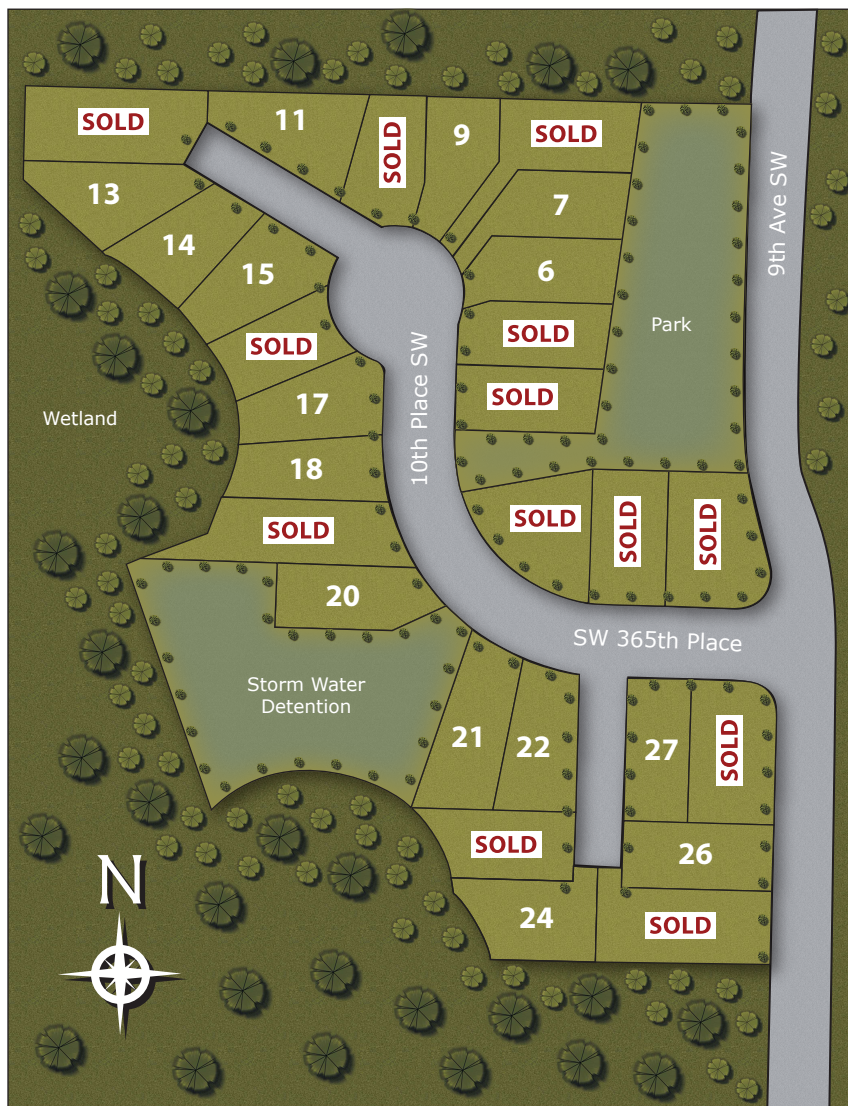 SOLD
11
SOLD
9
SOLD
9th Ave SW
13
7
14
15
6
Park
SOLD
SOLD
10th Place SW
SOLD
17
Wetland
18
SOLD
SOLD
SOLD
SOLD
20
SW 365th Place
Storm Water
Detention
21
22
27
SOLD
SOLD
26
24
SOLD
N